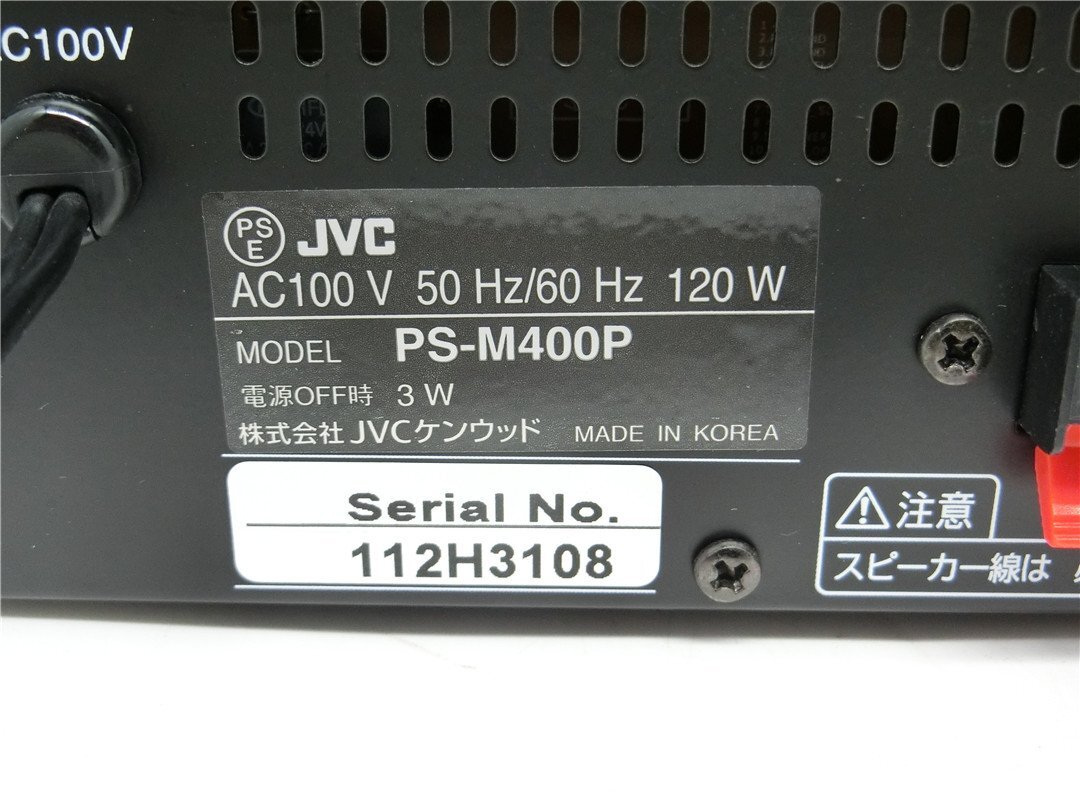 C100V
PS
E
JVC
AC100 V 50 Hz/60 Hz 120 W
MODEL PS-M400P
電源OFF時 3 W
株式会社JVCケンウッド MADE IN KOREA
Serial No.
112H3108
注意
スピーカー線は